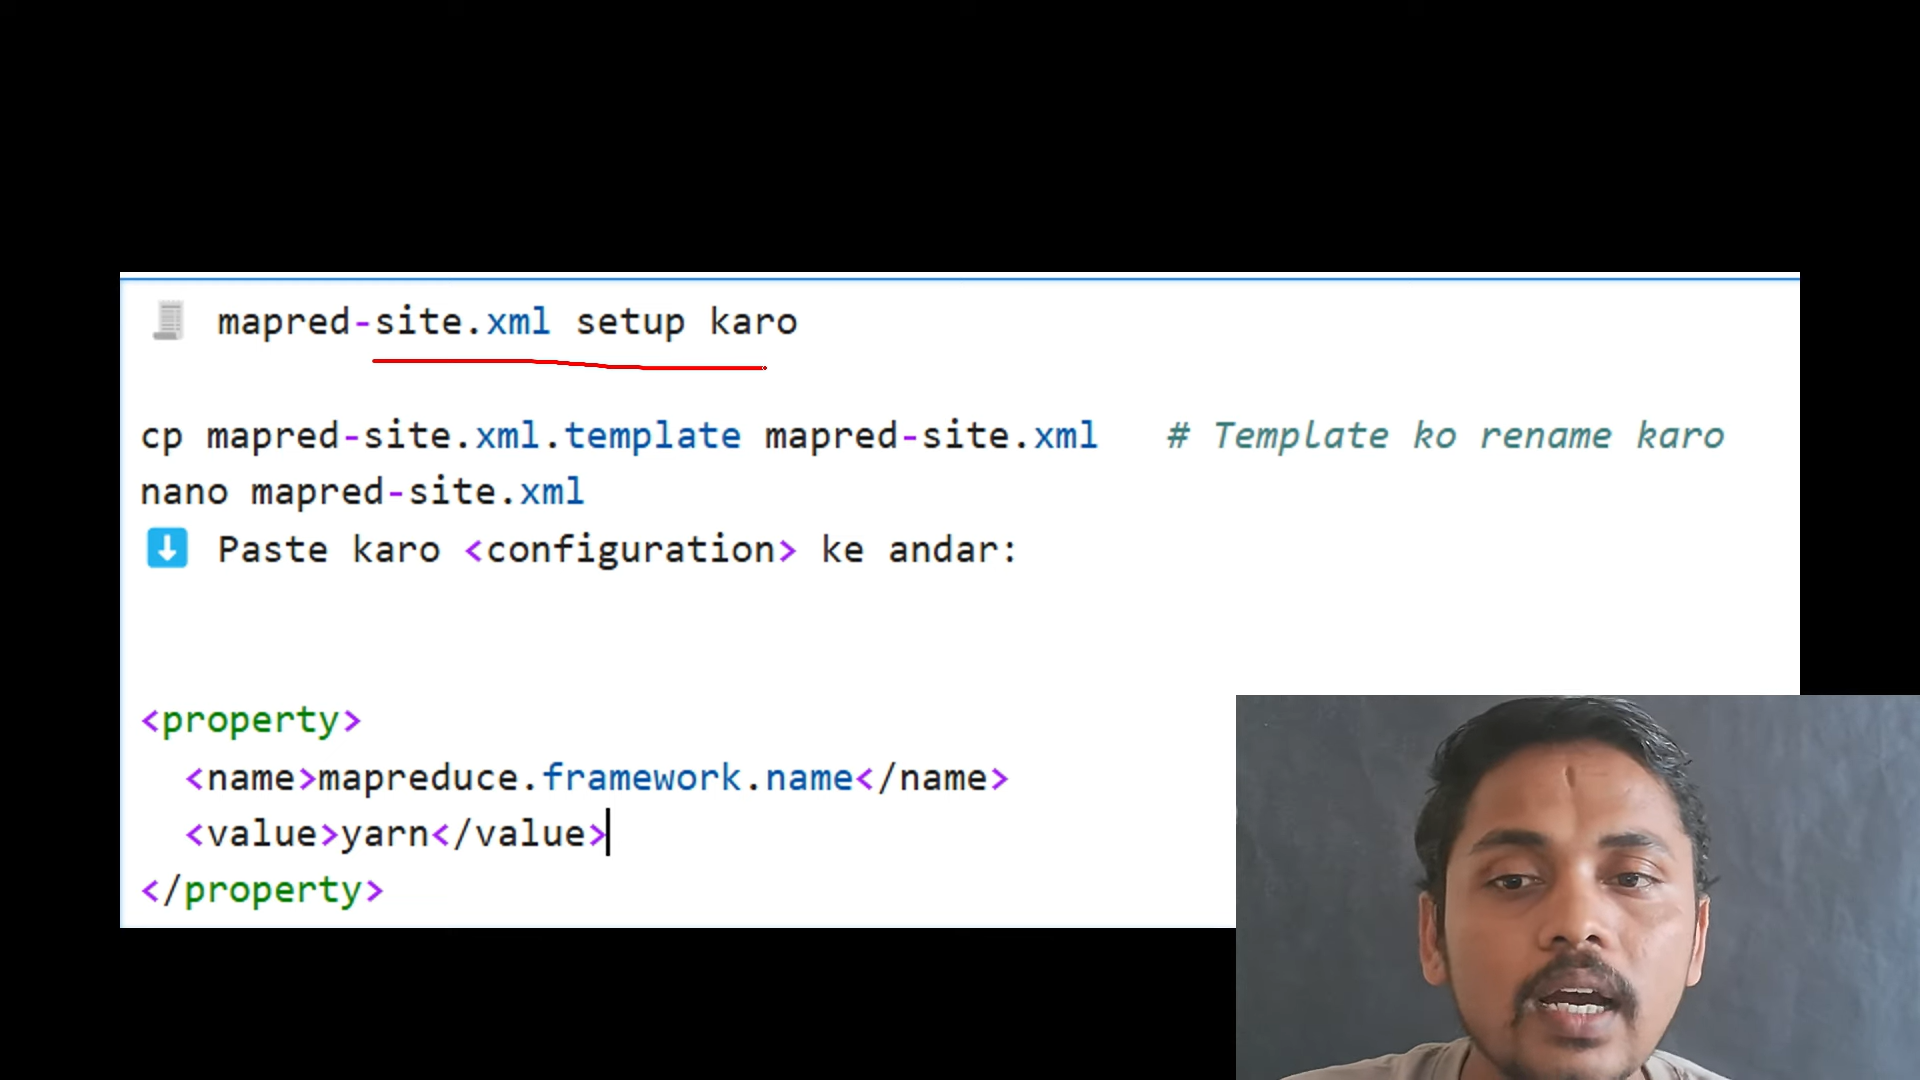 mapred-site.xml setup karo
cp mapred-site.xml.template mapred-site.xml   # Template ko rename karo
nano mapred-site.xml
Paste karo <configuration> ke andar:
<property>
<name>mapreduce.framework.name</name>
<value>yarn</value>
</property>